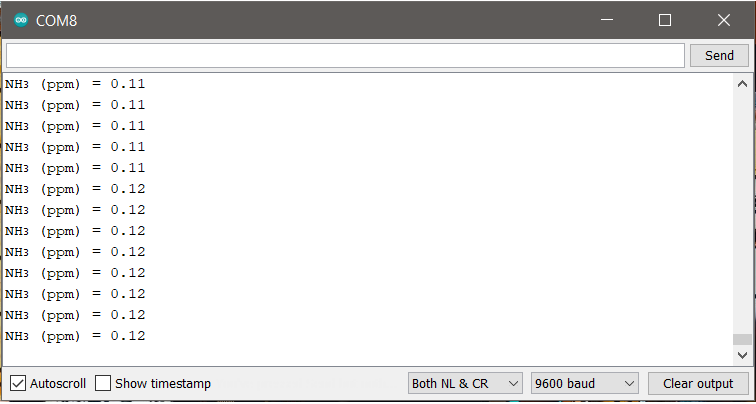 COM8
Send
NH₃ (ppm) = 0.11
NH₃ (ppm) = 0.11
NH₃ (ppm) = 0.11
NH₃ (ppm) = 0.11
NH₃ (ppm) = 0.11
NH₃ (ppm) = 0.12
NH₃ (ppm) = 0.12
NH₃ (ppm) = 0.12
NH₃ (ppm) = 0.12
NH₃ (ppm) = 0.12
NH₃ (ppm) = 0.12
NH₃ (ppm) = 0.12
NH₃ (ppm) = 0.12
Autoscroll Show timestamp Both NL & CR 9600 baud Clear output